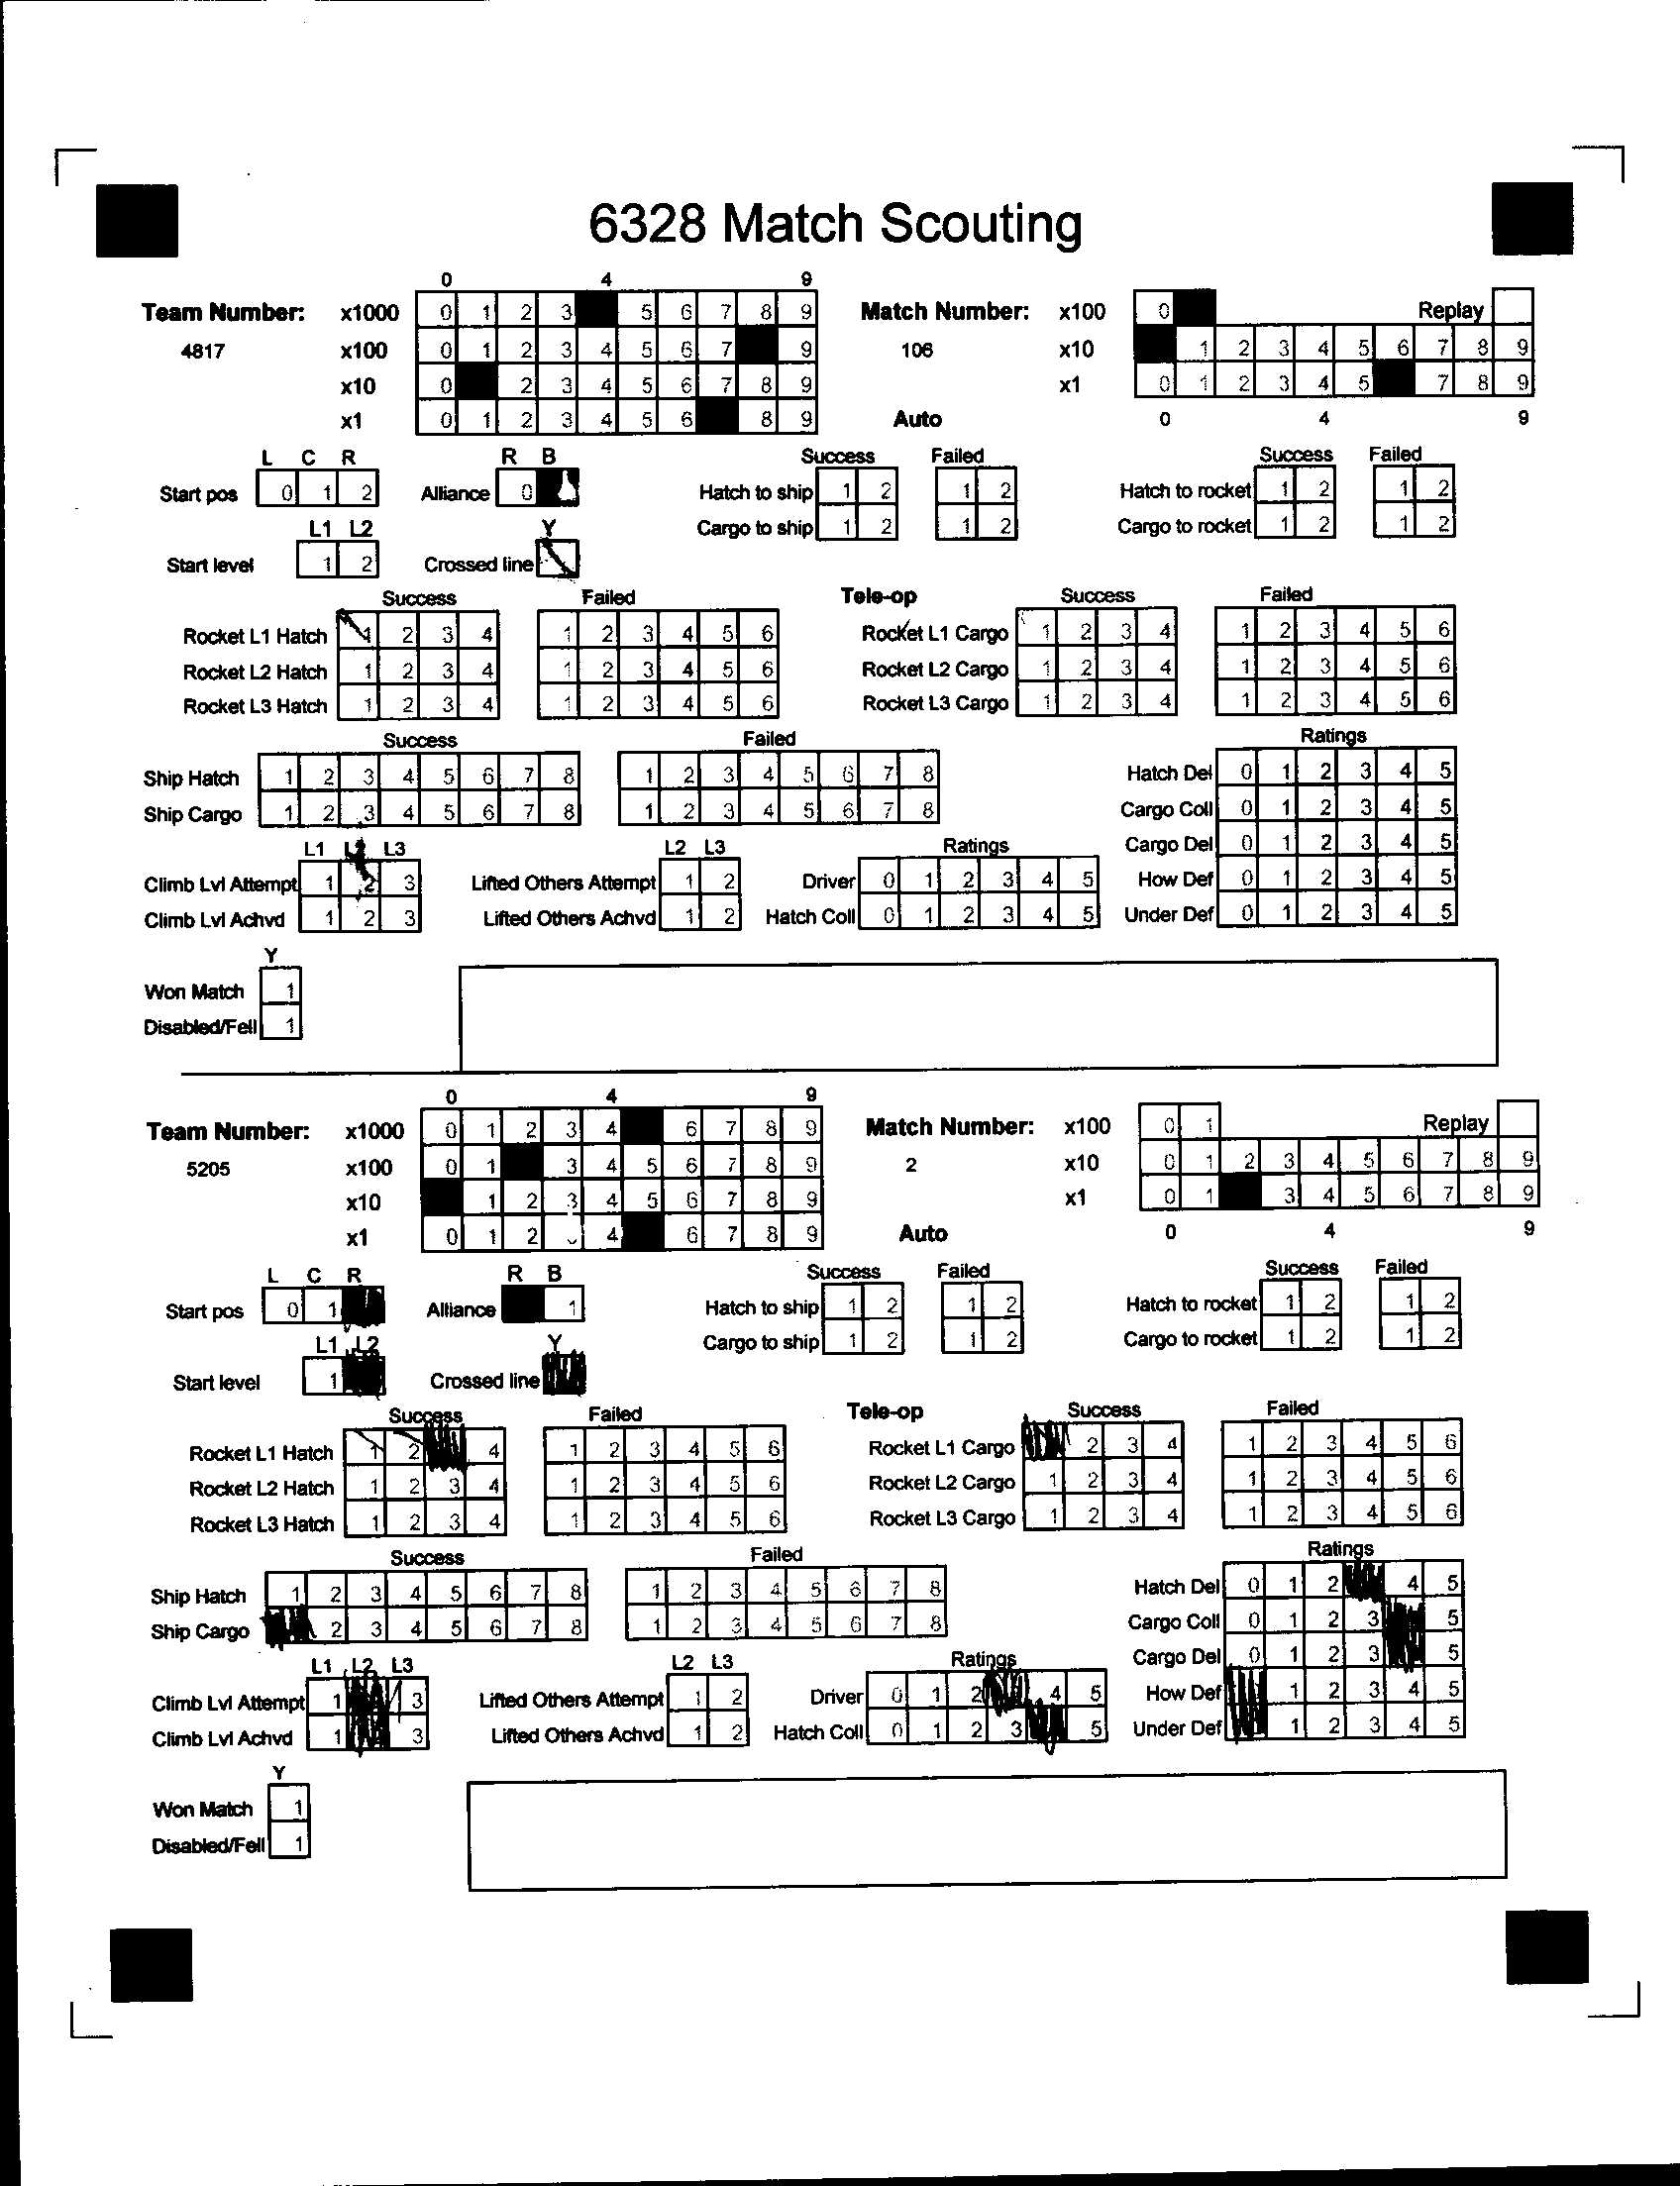 6328 Match Scouting
0 4 9
Team Number: x1000 0 1 2 3 5 6 7 8 9 Match Number: x100 0 Replay
4817 x100 0 1 2 3 4 5 6 7 9 106 x10 1 2 3 4 5 6 7 8 9
x10 0 2 3 4 5 6 7 8 9 x1 0 1 2 3 4 5 7 8 9
x1 0 1 2 3 4 5 6 8 9 Auto 0 4 9
L C R R B Success Failed Success Failed
Start pos 0 1 2 Alliance 0 Hatch to ship 1 2 1 2 Hatch to rocket 1 2 1 2
L1 L2 Y Cargo to ship 1 2 1 2 Cargo to rocket 1 2 1 2
Start level 1 2 Crossed line
Success Failed Tele-op Success Failed
Rocket L1 Hatch 1 2 3 4 1 2 3 4 5 6 Rocket L1 Cargo 1 2 3 4 1 2 3 4 5 6
Rocket L2 Hatch 1 2 3 4 1 2 3 4 5 6 Rocket L2 Cargo 1 2 3 4 1 2 3 4 5 6
Rocket L3 Hatch 1 2 3 4 1 2 3 4 5 6 Rocket L3 Cargo 1 2 3 4 1 2 3 4 5 6
Success Failed Ratings
Ship Hatch 1 2 3 4 5 6 7 8 1 2 3 4 5 6 7 8 Hatch Del 0 1 2 3 4 5
Ship Cargo 1 2 3 4 5 6 7 8 1 2 3 4 5 6 7 8 Cargo Coll 0 1 2 3 4 5
L1 L2 L3 L2 L3 Ratings Cargo Del 0 1 2 3 4 5
Climb Lvl Attempt 1 2 3 Lifted Others Attempt 1 2 Driver 0 1 2 3 4 5 How Def 0 1 2 3 4 5
Climb Lvl Achvd 1 2 3 Lifted Others Achvd 1 2 Hatch Coll 0 1 2 3 4 5 Under Def 0 1 2 3 4 5
Y
Won Match 1
Disabled/Fell 1
0 4 9
Team Number: x1000 0 1 2 3 4 6 7 8 9 Match Number: x100 0 1 Replay
5205 x100 0 1 3 4 5 6 7 8 9 2 x10 0 1 2 3 4 5 6 7 8 9
x10 1 2 3 4 5 6 7 8 9 x1 0 1 3 4 5 6 7 8 9
x1 0 1 2 4 6 7 8 9 Auto 0 4 9
L C R R B Success Failed Success Failed
Start pos 0 1 Alliance 1 Hatch to ship 1 2 1 2 Hatch to rocket 1 2 1 2
L1 L2 Y Cargo to ship 1 2 1 2 Cargo to rocket 1 2 1 2
Start level 1 Crossed line
Success Failed Tele-op Success Failed
Rocket L1 Hatch 1 2 4 1 2 3 4 5 6 Rocket L1 Cargo 2 3 4 1 2 3 4 5 6
Rocket L2 Hatch 1 2 3 4 1 2 3 4 5 6 Rocket L2 Cargo 1 2 3 4 1 2 3 4 5 6
Rocket L3 Hatch 1 2 3 4 1 2 3 4 5 6 Rocket L3 Cargo 1 2 3 4 1 2 3 4 5 6
Success Failed Ratings
Ship Hatch 1 2 3 4 5 6 7 8 1 2 3 4 5 6 7 8 Hatch Del 0 1 2 4 5
Ship Cargo 2 3 4 5 6 7 8 1 2 3 4 5 6 7 8 Cargo Coll 0 1 2 3 5
L1 L2 L3 L2 L3 Ratings Cargo Del 0 1 2 3 5
Climb Lvl Attempt 1 3 Lifted Others Attempt 1 2 Driver 0 1 2 4 5 How Def 1 2 3 4 5
Climb Lvl Achvd 1 3 Lifted Others Achvd 1 2 Hatch Coll 0 1 2 3 5 Under Def 1 2 3 4 5
Y
Won Match 1
Disabled/Fell 1